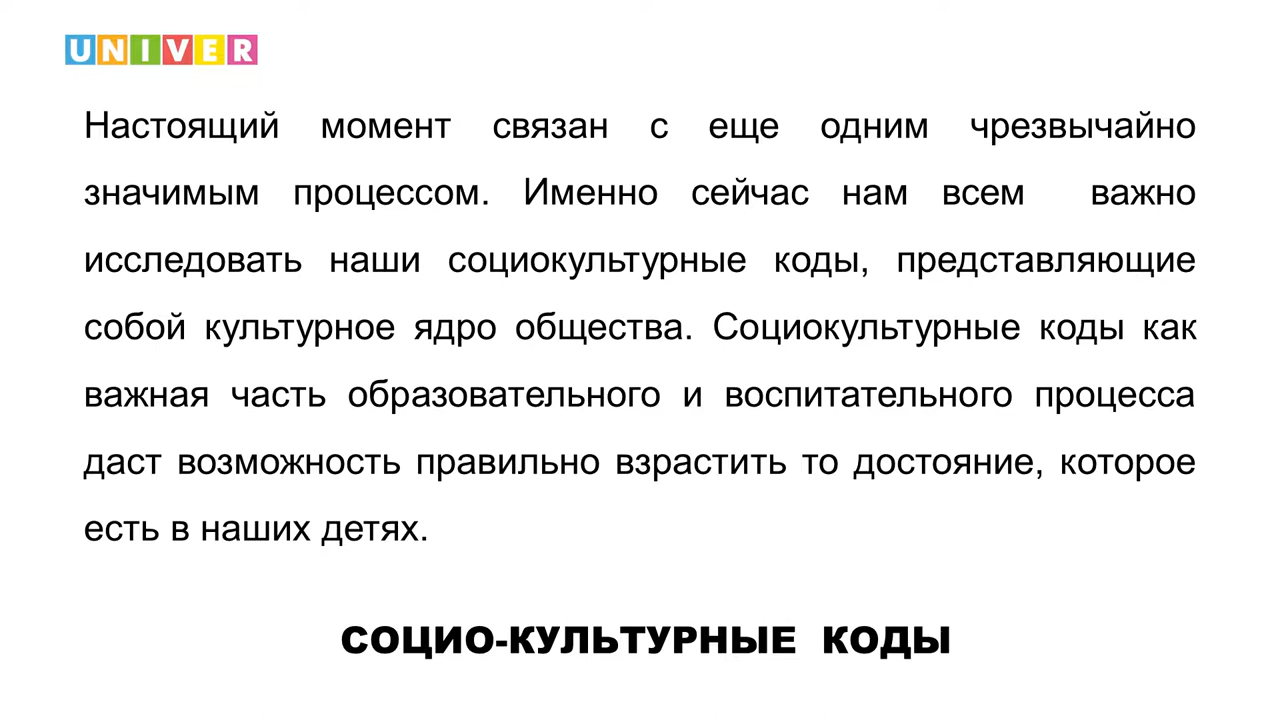 UNIVER
Настоящий момент связан с еще одним чрезвычайно
значимым процессом. Именно сейчас нам всем важно
исследовать наши социокультурные коды, представляющие
собой культурное ядро общества. Социокультурные коды как
важная часть образовательного и воспитательного процесса
даст возможность правильно взрастить то достояние, которое
есть в наших детях.
СОЦИО-КУЛЬТУРНЫЕ КОДЫ